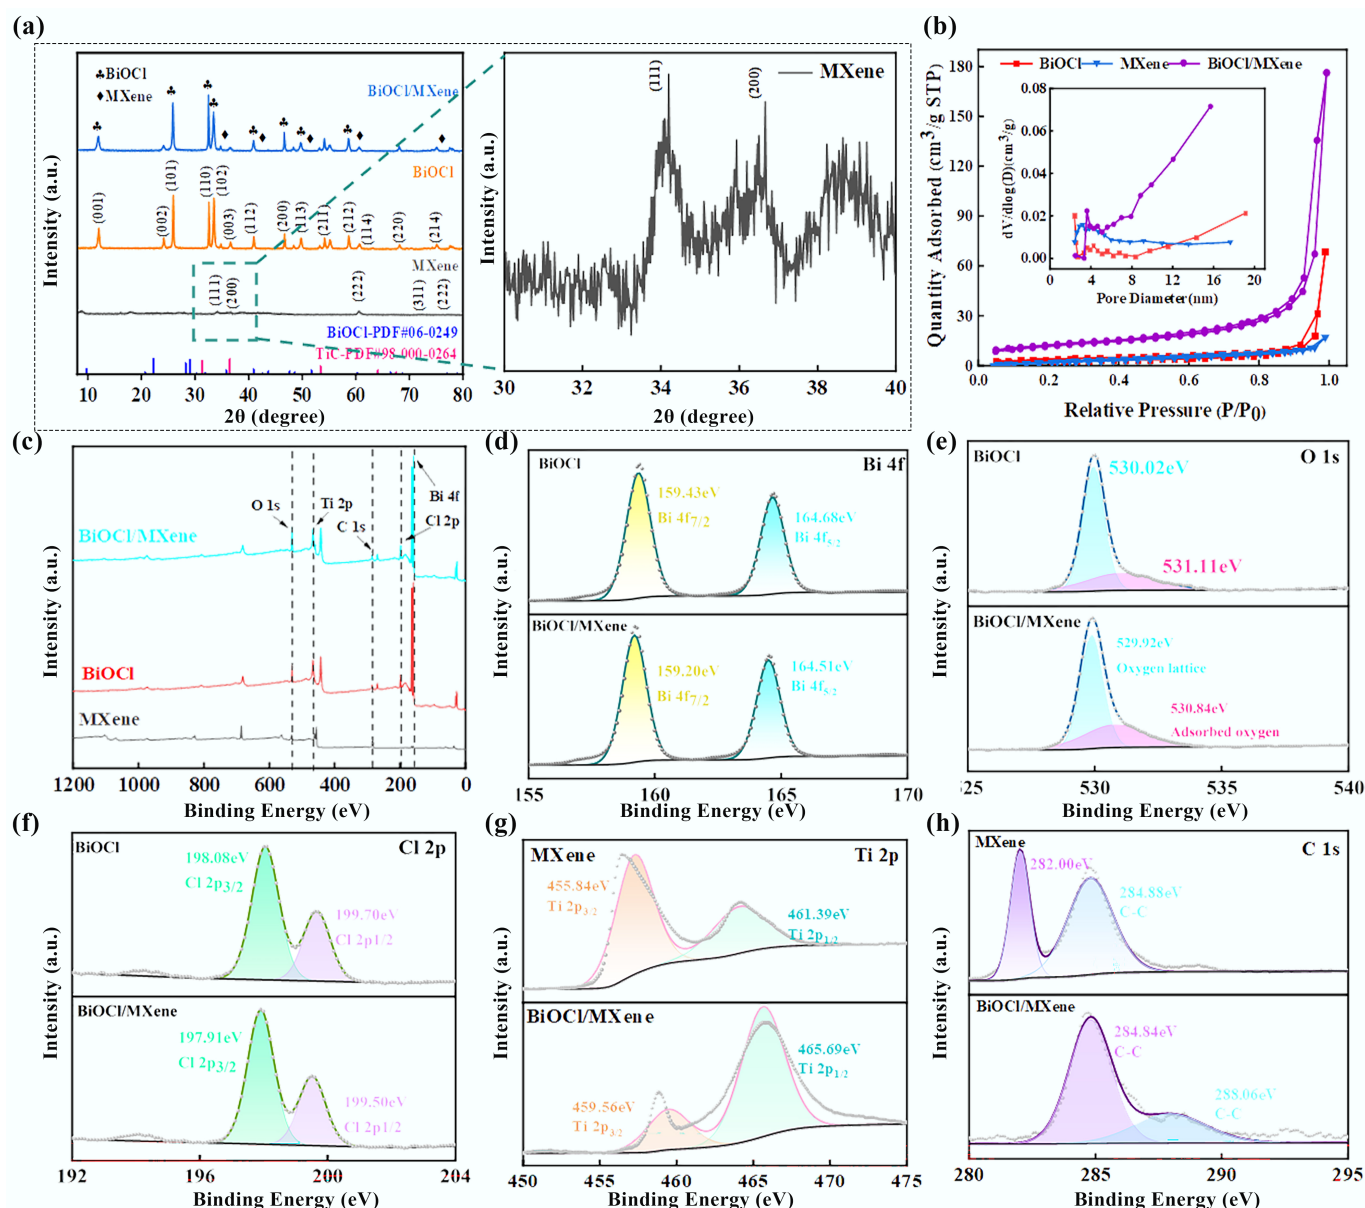 (a)
♣BiOCl
♦MXene
BiOCl/MXene
BiOCl
(001)
(002)
(101)
(110)
(102)
(003)
(112)
(200)
(113)
(211)
(212)
(114)
(220)
(214)
MXene
(111)
(200)
(222)
(311)
(222)
BiOCl-PDF#06-0249
TiC-PDF#98-000-0264
Intensity (a.u.)
10 20 30 40 50 60 70 80
2θ (degree)
MXene
(111)
(200)
Intensity (a.u.)
30 32 34 36 38 40
2θ (degree)
(b)
BiOCl MXene BiOCl/MXene
Quantity Adsorbed (cm³/g STP)
180
150
120
90
60
30
0
0.0 0.2 0.4 0.6 0.8 1.0
Relative Pressure (P/P0)
dV/dlog(D)(cm³/g)
0.08
0.06
0.04
0.02
0.00
0 4 8 12 16 20
Pore Diameter(nm)
(c)
BiOCl/MXene
BiOCl
MXene
O 1s
Ti 2p
C 1s
Bi 4f
Cl 2p
Intensity (a.u.)
1200 1000 800 600 400 200 0
Binding Energy (eV)
(d)
BiOCl
Bi 4f
159.43eV
Bi 4f7/2
164.68eV
Bi 4f5/2
BiOCl/MXene
159.20eV
Bi 4f7/2
164.51eV
Bi 4f5/2
Intensity (a.u.)
155 160 165 170
Binding Energy (eV)
(e)
BiOCl
O 1s
530.02eV
531.11eV
BiOCl/MXene
529.92eV
Oxygen lattice
530.84eV
Adsorbed oxygen
Intensity (a.u.)
25 530 535 540
Binding Energy (eV)
(f)
BiOCl
Cl 2p
198.08eV
Cl 2p3/2
199.70eV
Cl 2p1/2
BiOCl/MXene
197.91eV
Cl 2p3/2
199.50eV
Cl 2p1/2
Intensity (a.u.)
192 196 200 204
Binding Energy (eV)
(g)
MXene
Ti 2p
455.84eV
Ti 2p3/2
461.39eV
Ti 2p1/2
BiOCl/MXene
465.69eV
Ti 2p1/2
459.56eV
Ti 2p3/2
Intensity (a.u.)
450 455 460 465 470 475
Binding Energy (eV)
(h)
MXene
C 1s
282.00eV
284.88eV
C-C
BiOCl/MXene
284.84eV
C-C
288.06eV
C-C
Intensity (a.u.)
280 285 290 295
Binding Energy (eV)